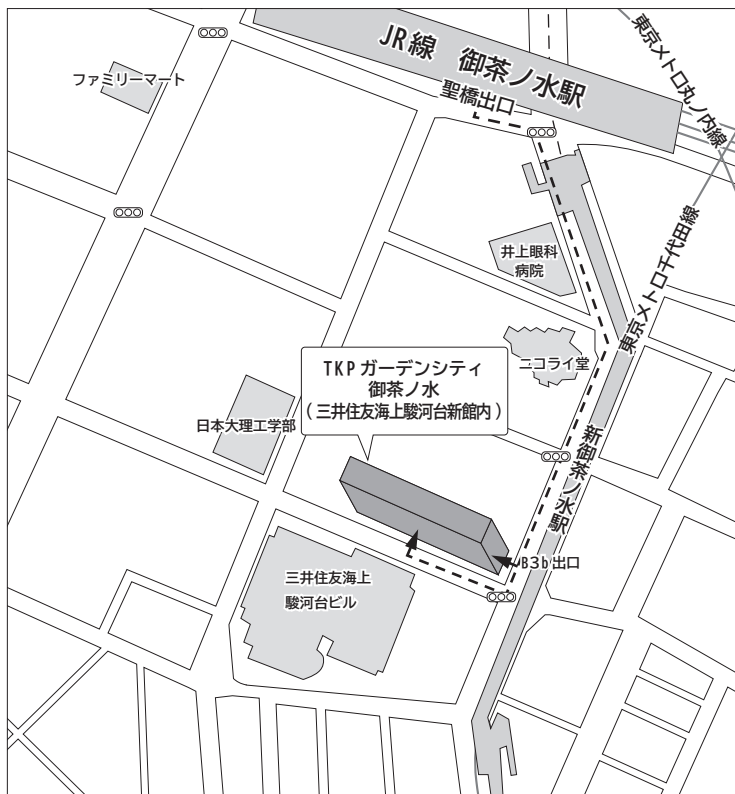 JR線 御茶ノ水駅
聖橋出口
東京メトロ丸ノ内線
ファミリーマート
井上眼科
病院
東京メトロ千代田線
ニコライ堂
TKP ガーデンシティ
御茶ノ水
(三井住友海上駿河台新館内)
日本大理工学部
新御茶ノ水駅
B3b出口
三井住友海上
駿河台ビル